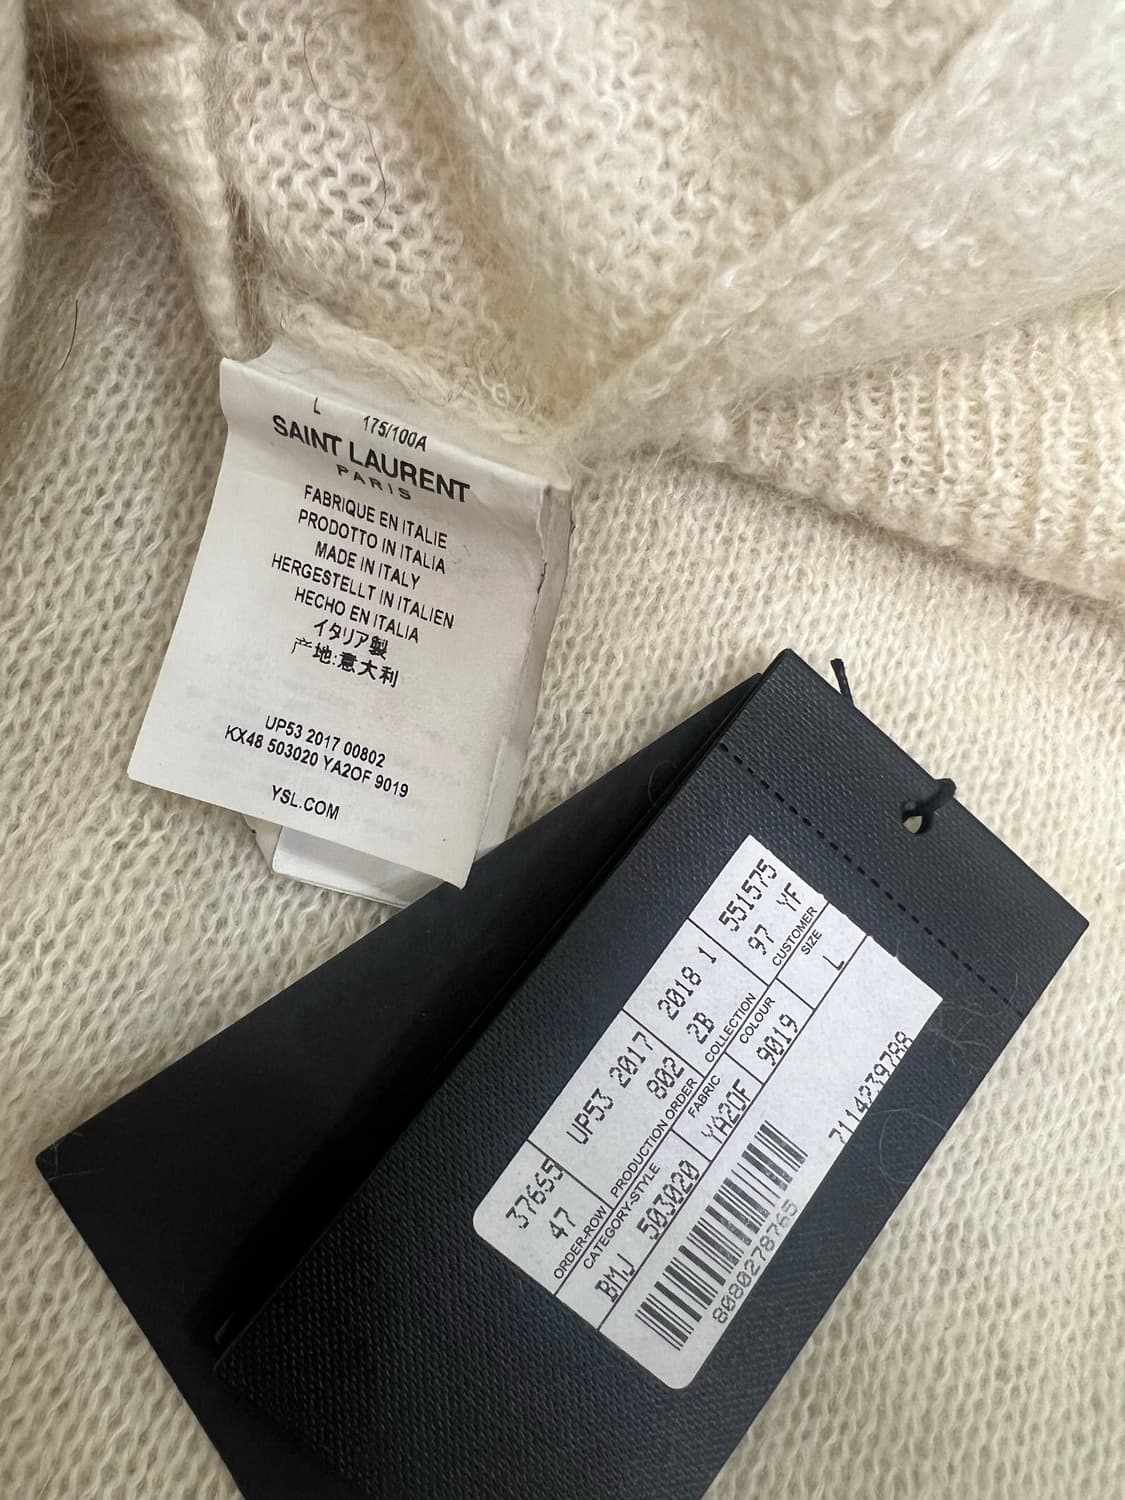 L 175/100A
SAINT LAURENT
PARIS
FABRIQUE EN ITALIE
PRODOTTO IN ITALIA
MADE IN ITALY
HERGESTELLT IN ITALIEN
HECHO EN ITALIA
イタリア製
产地:意大利
UP53 2017 00802
KX48 503020 YA2OF 9019
YSL.COM
37655 UP53 2017 2018 1 551575
47 802 2B 97 YF
ORDER-ROW PRODUCTION ORDER COLLECTION CUSTOMER
CATEGORY-STYLE FABRIC COLOUR SIZE
BMJ 503020 YA2OF 9019 L
7114239788
8080278765